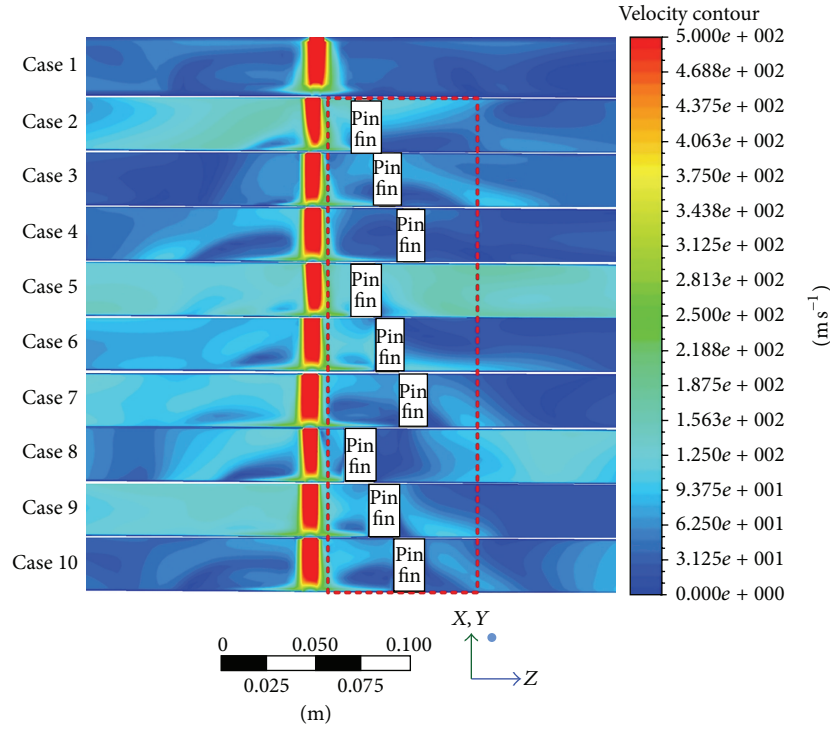 Velocity contour
5.000e + 002
4.688e + 002
4.375e + 002
4.063e + 002
3.750e + 002
3.438e + 002
3.125e + 002
2.813e + 002
2.500e + 002
2.188e + 002
1.875e + 002
1.563e + 002
1.250e + 002
9.375e + 001
6.250e + 001
3.125e + 001
0.000e + 000
(m s⁻¹)
Case 1
Case 2
Pin
fin
Case 3
Pin
fin
Case 4
Pin
fin
Case 5
Pin
fin
Case 6
Pin
fin
Case 7
Pin
fin
Case 8
Pin
fin
Case 9
Pin
fin
Case 10
Pin
fin
0 0.050 0.100
0.025 0.075
(m)
X, Y
Z